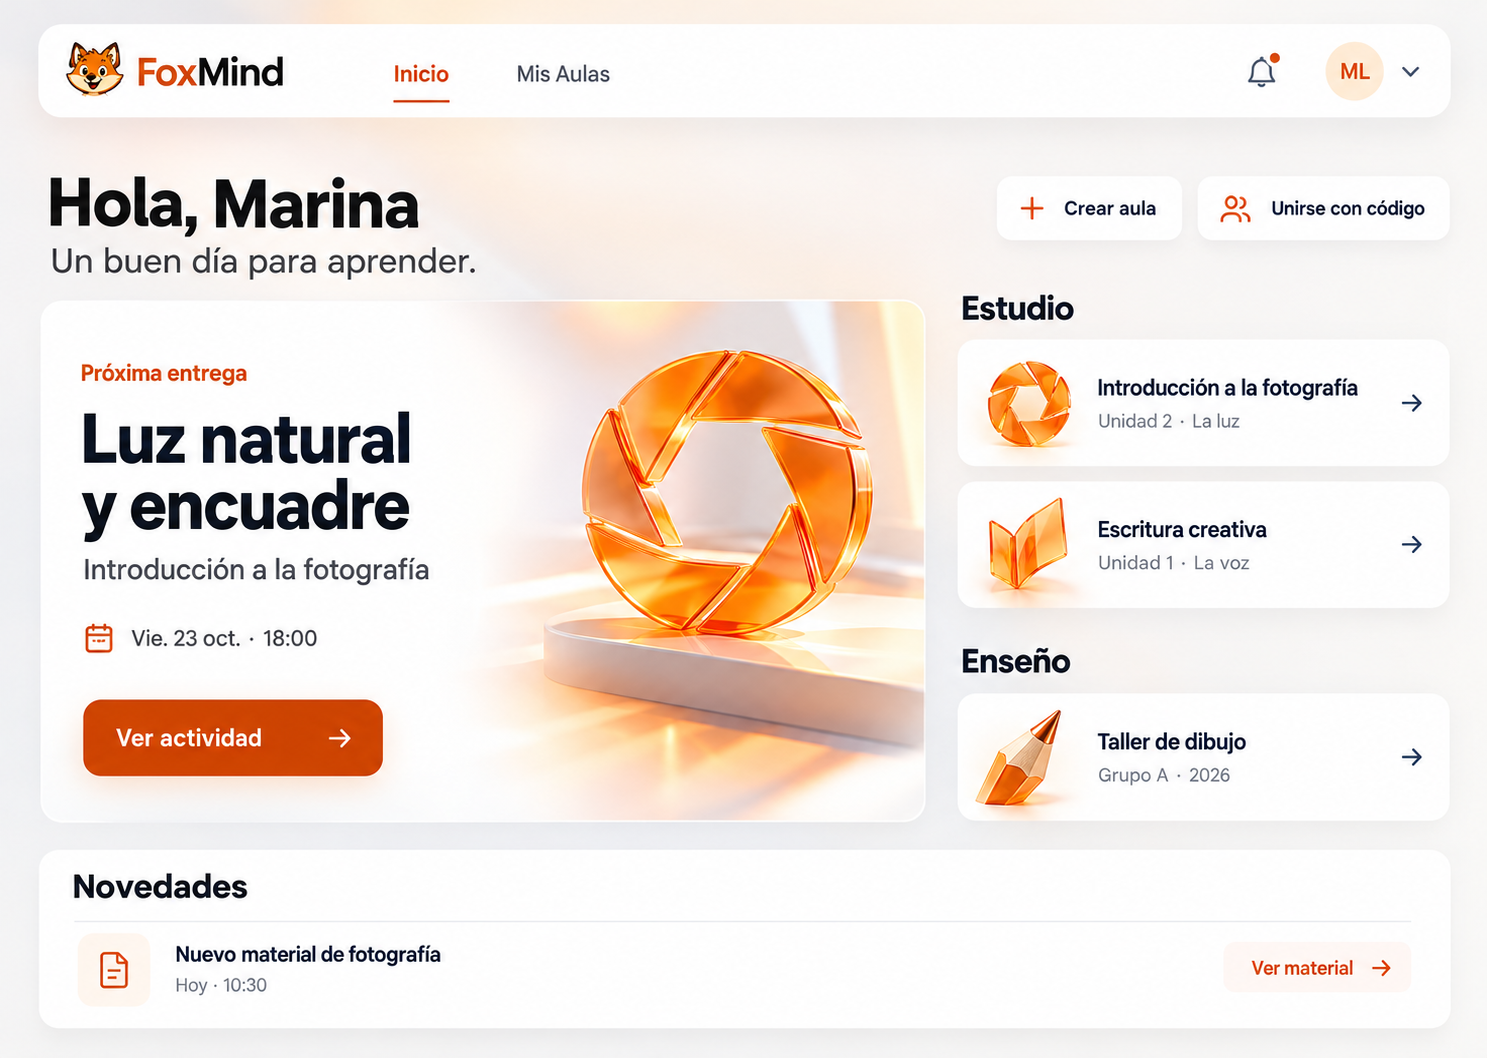 FoxMind
Inicio
Mis Aulas
ML
Hola, Marina
Un buen día para aprender.
Crear aula
Unirse con código
Próxima entrega
Luz natural
y encuadre
Introducción a la fotografía
Vie. 23 oct. · 18:00
Ver actividad
Estudio
Introducción a la fotografía
Unidad 2 · La luz
Escritura creativa
Unidad 1 · La voz
Enseño
Taller de dibujo
Grupo A · 2026
Novedades
Nuevo material de fotografía
Hoy · 10:30
Ver material